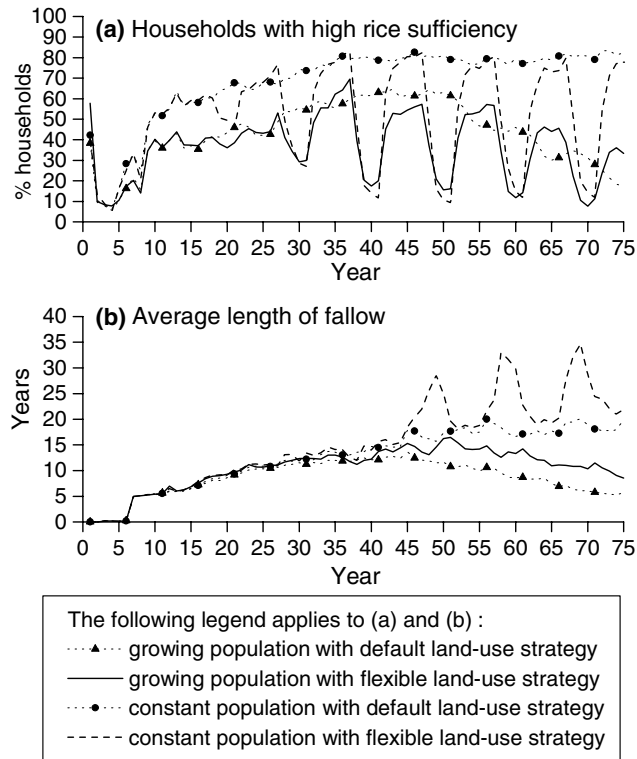 (a) Households with high rice sufficiency
% households
100
90
80
70
60
50
40
30
20
10
0
0 5 10 15 20 25 30 35 40 45 50 55 60 65 70 75
Year
(b) Average length of fallow
Years
40
35
30
25
20
15
10
5
0
0 5 10 15 20 25 30 35 40 45 50 55 60 65 70 75
Year
The following legend applies to (a) and (b) :
growing population with default land-use strategy
growing population with flexible land-use strategy
constant population with default land-use strategy
constant population with flexible land-use strategy